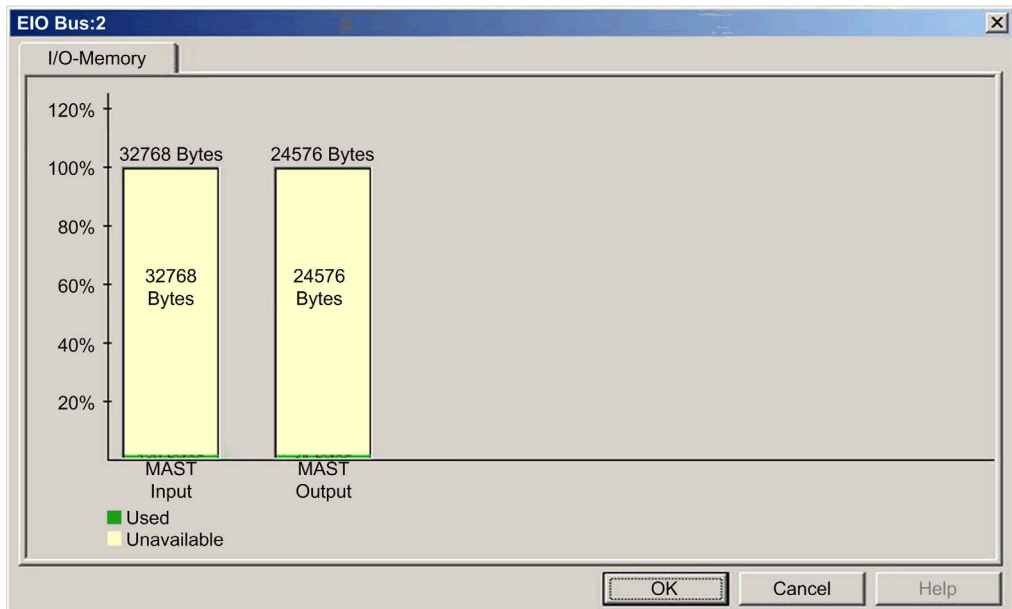 EIO Bus:2
I/O-Memory
120%
100%
80%
60%
40%
20%
32768 Bytes
24576 Bytes
32768
Bytes
24576
Bytes
MAST
Input
MAST
Output
Used
Unavailable
OK
Cancel
Help